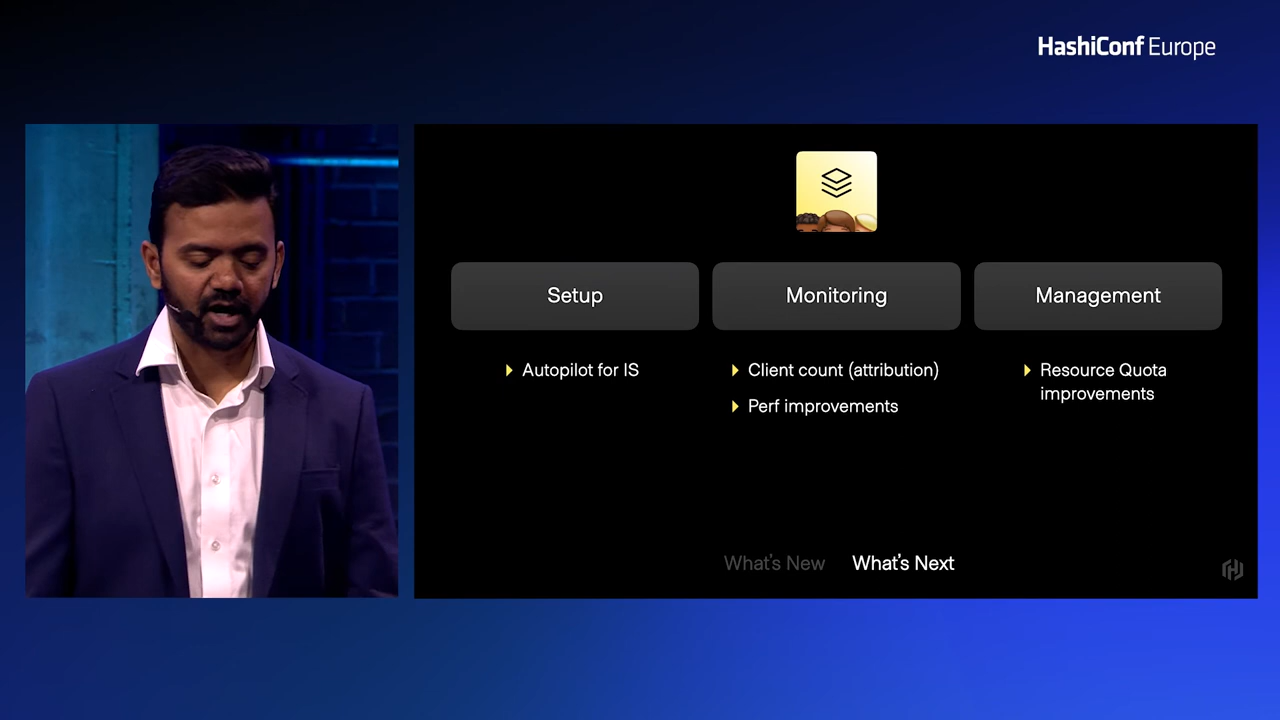 HashiConf Europe
Setup
Monitoring
Management
Autopilot for IS
Client count (attribution)
Perf improvements
Resource Quota
improvements
What's New
What's Next